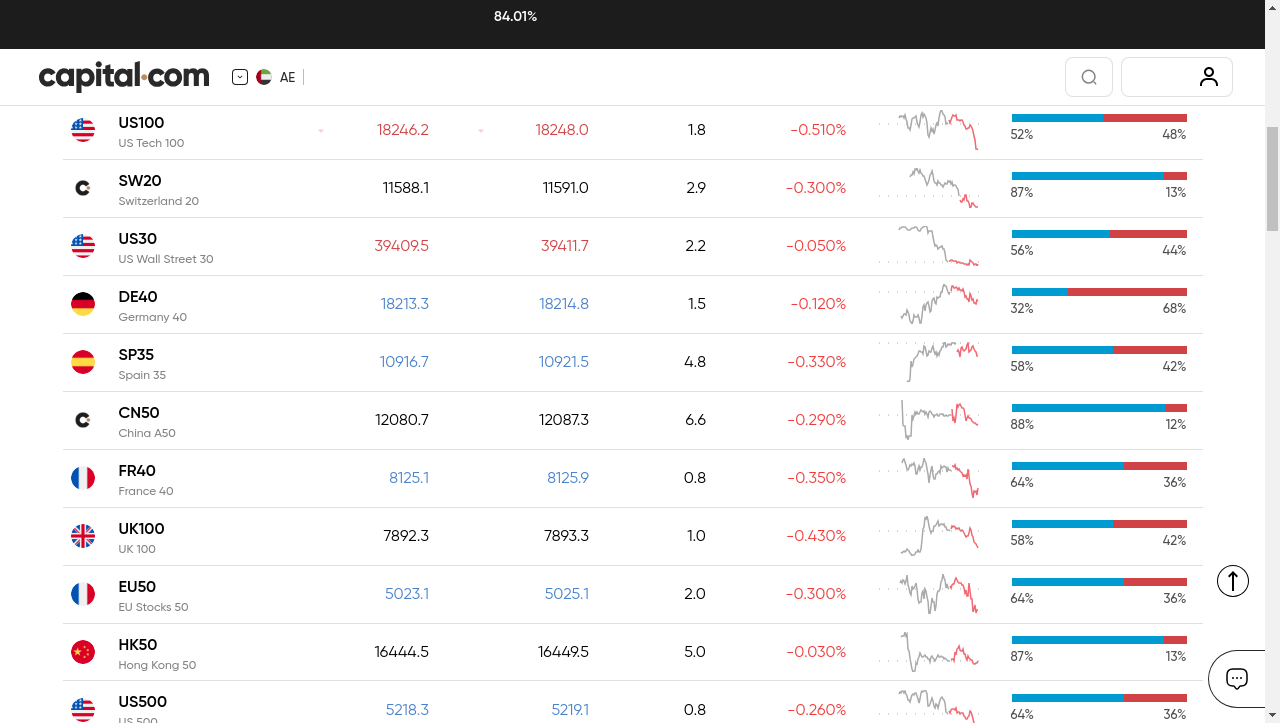 84.01%
capital.com
AE
US100
US Tech 100
18246.2 18248.0 1.8 -0.510%
52% 48%
SW20
Switzerland 20
11588.1 11591.0 2.9 -0.300%
87% 13%
US30
US Wall Street 30
39409.5 39411.7 2.2 -0.050%
56% 44%
DE40
Germany 40
18213.3 18214.8 1.5 -0.120%
32% 68%
SP35
Spain 35
10916.7 10921.5 4.8 -0.330%
58% 42%
CN50
China A50
12080.7 12087.3 6.6 -0.290%
88% 12%
FR40
France 40
8125.1 8125.9 0.8 -0.350%
64% 36%
UK100
UK 100
7892.3 7893.3 1.0 -0.430%
58% 42%
EU50
EU Stocks 50
5023.1 5025.1 2.0 -0.300%
64% 36%
HK50
Hong Kong 50
16444.5 16449.5 5.0 -0.030%
87% 13%
US500
US 500
5218.3 5219.1 0.8 -0.260%
64% 36%